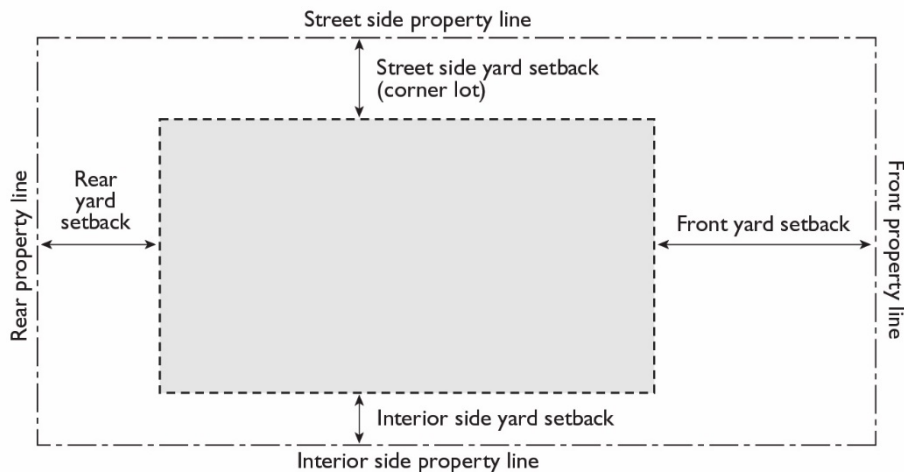 Street side property line
Street side yard setback
(corner lot)
Rear property line
Rear
yard
setback
Front yard setback
Front property line
Interior side yard setback
Interior side property line